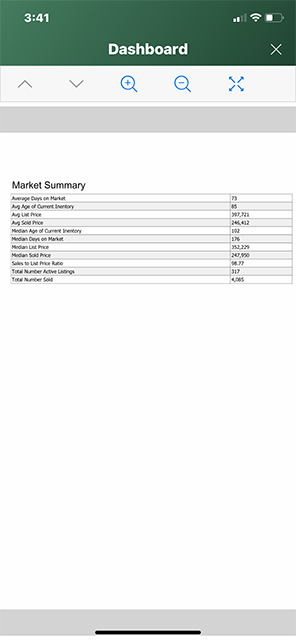 3:41
Dashboard
Market Summary
Average Days on Market 73
Avg Age of Current Inentory 85
Avg List Price 397,721
Avg Sold Price 246,412
Median Age of Current Inentory 102
Median Days on Market 176
Median List Price 352,229
Median Sold Price 247,950
Sales to List Price Ratio 98.77
Total Number Active Listings 317
Total Number Sold 4,085